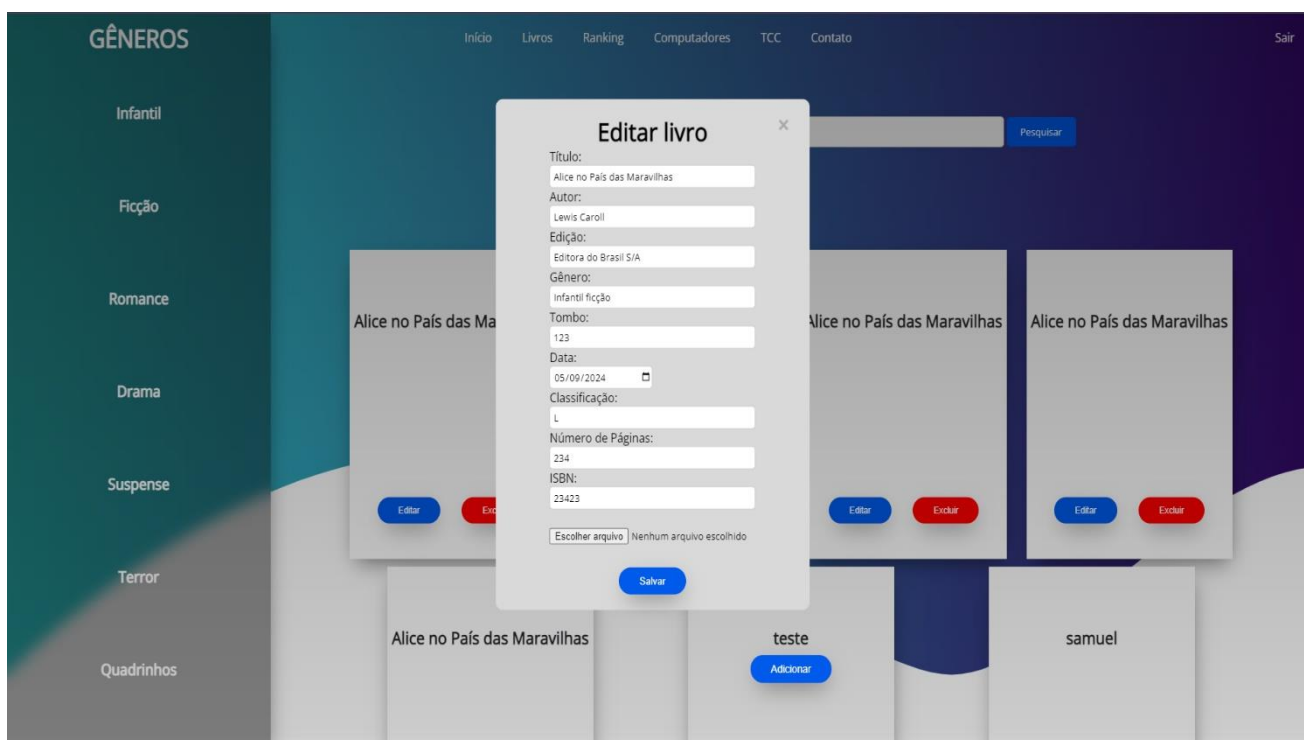 GÊNEROS
Início Livros Ranking Computadores TCC Contato Sair
Infantil
Ficção
Romance
Drama
Suspense
Terror
Quadrinhos
Pesquisar
Editar livro ×
Título:
Alice no País das Maravilhas
Autor:
Lewis Caroll
Edição:
Editora do Brasil S/A
Gênero:
Infantil ficção
Tombo:
123
Data:
05/09/2024
Classificação:
L
Número de Páginas:
234
ISBN:
23423
Escolher arquivo Nenhum arquivo escolhido
Salvar
Alice no País das Ma
Editar Exc
Alice no País das Maravilhas
Editar Excluir
Alice no País das Maravilhas
Editar Excluir
Alice no País das Maravilhas
teste
Adicionar
samuel